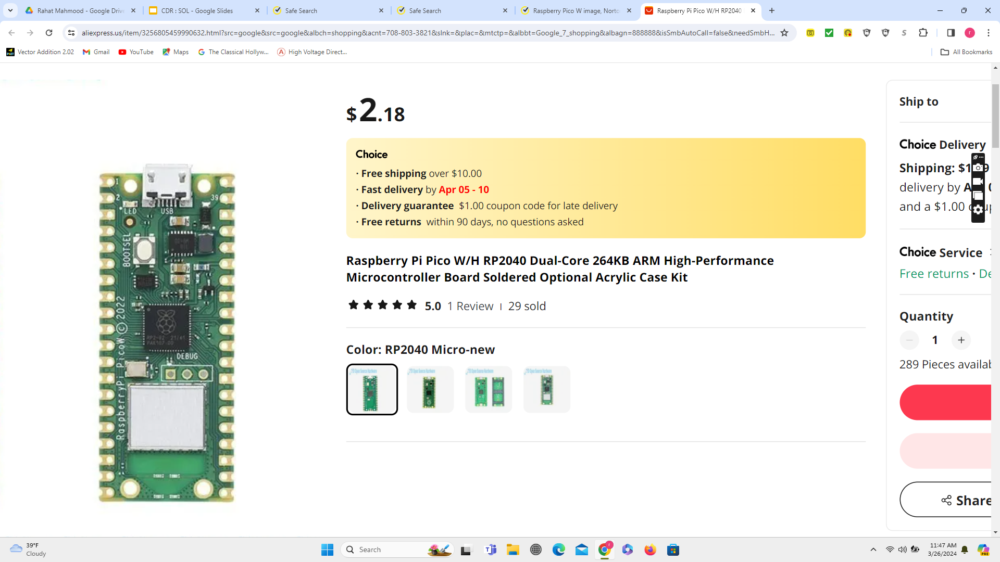 Rahat Mahmood - Google Drive
CDR : SOL - Google Slides
Safe Search
Safe Search
Raspberry Pico W image, Norto
Raspberry Pi Pico W/H RP2040
aliexpress.us/item/3256805459990632.html?src=google&src=google&albch=shopping&acnt=708-803-3821&slnk=&plac=&mtctp=&albbt=Google_7_shopping&albagn=888888&isSmbAutoCall=false&needSmbH...
Vector Addition 2.02
Gmail
YouTube
Maps
The Classical Hollyw...
High Voltage Direct...
All Bookmarks
1
2
39
LED
USB
BOOTSEL
DEBUG
RaspberryPi PicoW ©2022
$2.18
Choice
· Free shipping over $10.00
· Fast delivery by Apr 05 - 10
· Delivery guarantee $1.00 coupon code for late delivery
· Free returns within 90 days, no questions asked
Raspberry Pi Pico W/H RP2040 Dual-Core 264KB ARM High-Performance
Microcontroller Board Soldered Optional Acrylic Case Kit
5.0 1 Review 29 sold
Color: RP2040 Micro-new
Ship to
Choice Delivery
Shipping:
delivery by
and a $1.00
Choice Service
Free returns · De
Quantity
1
289 Pieces availab
Share
39°F
Cloudy
Search
11:47 AM
3/26/2024